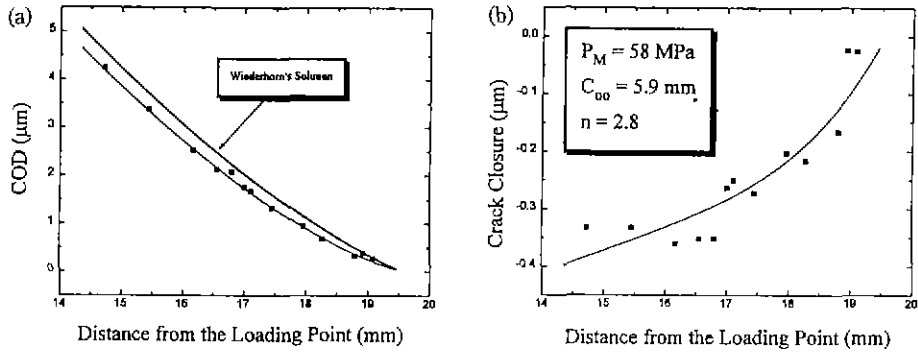 (a)
5
4
3
2
1
0
COD (μm)
Wiederhorn's Solution
14 15 16 17 18 19 20
Distance from the Loading Point (mm)
(b)
0.0
-0.1
-0.2
-0.3
-0.4
Crack Closure (μm)
P_M = 58 MPa
C_00 = 5.9 mm
n = 2.8
14 15 16 17 18 19 20
Distance from the Loading Point (mm)